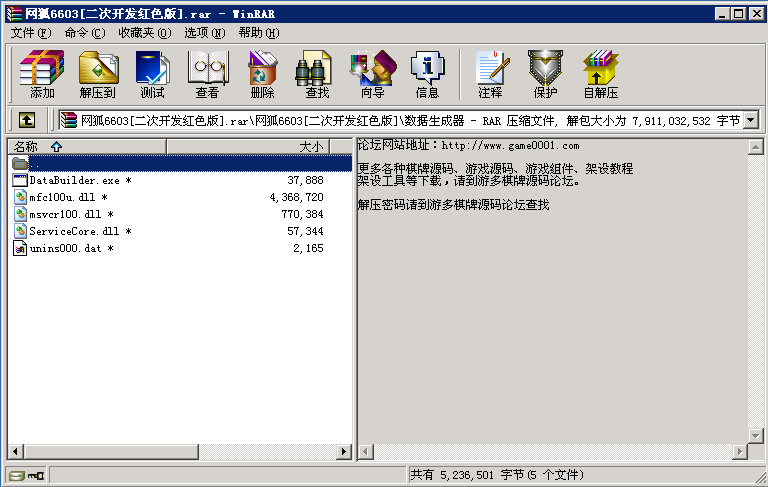 网狐6603[二次开发红色版].rar - WinRAR
文件(F) 命令(C) 收藏夹(O) 选项(N) 帮助(H)
添加 解压到 测试 查看 删除 查找 向导 信息 注释 保护 自解压
网狐6603[二次开发红色版].rar\网狐6603[二次开发红色版]\数据生成器 - RAR 压缩文件, 解包大小为 7,911,032,532 字节
名称 大小
..
DataBuilder.exe * 37,888
mfc100u.dll * 4,368,720
msvcr100.dll * 770,384
ServiceCore.dll * 57,344
unins000.dat * 2,165
论坛网站地址：http://www.game0001.com
更多各种棋牌源码、游戏源码、游戏组件、架设教程
架设工具等下载，请到游多棋牌源码论坛。
解压密码请到游多棋牌源码论坛查找
共有 5,236,501 字节(5 个文件)